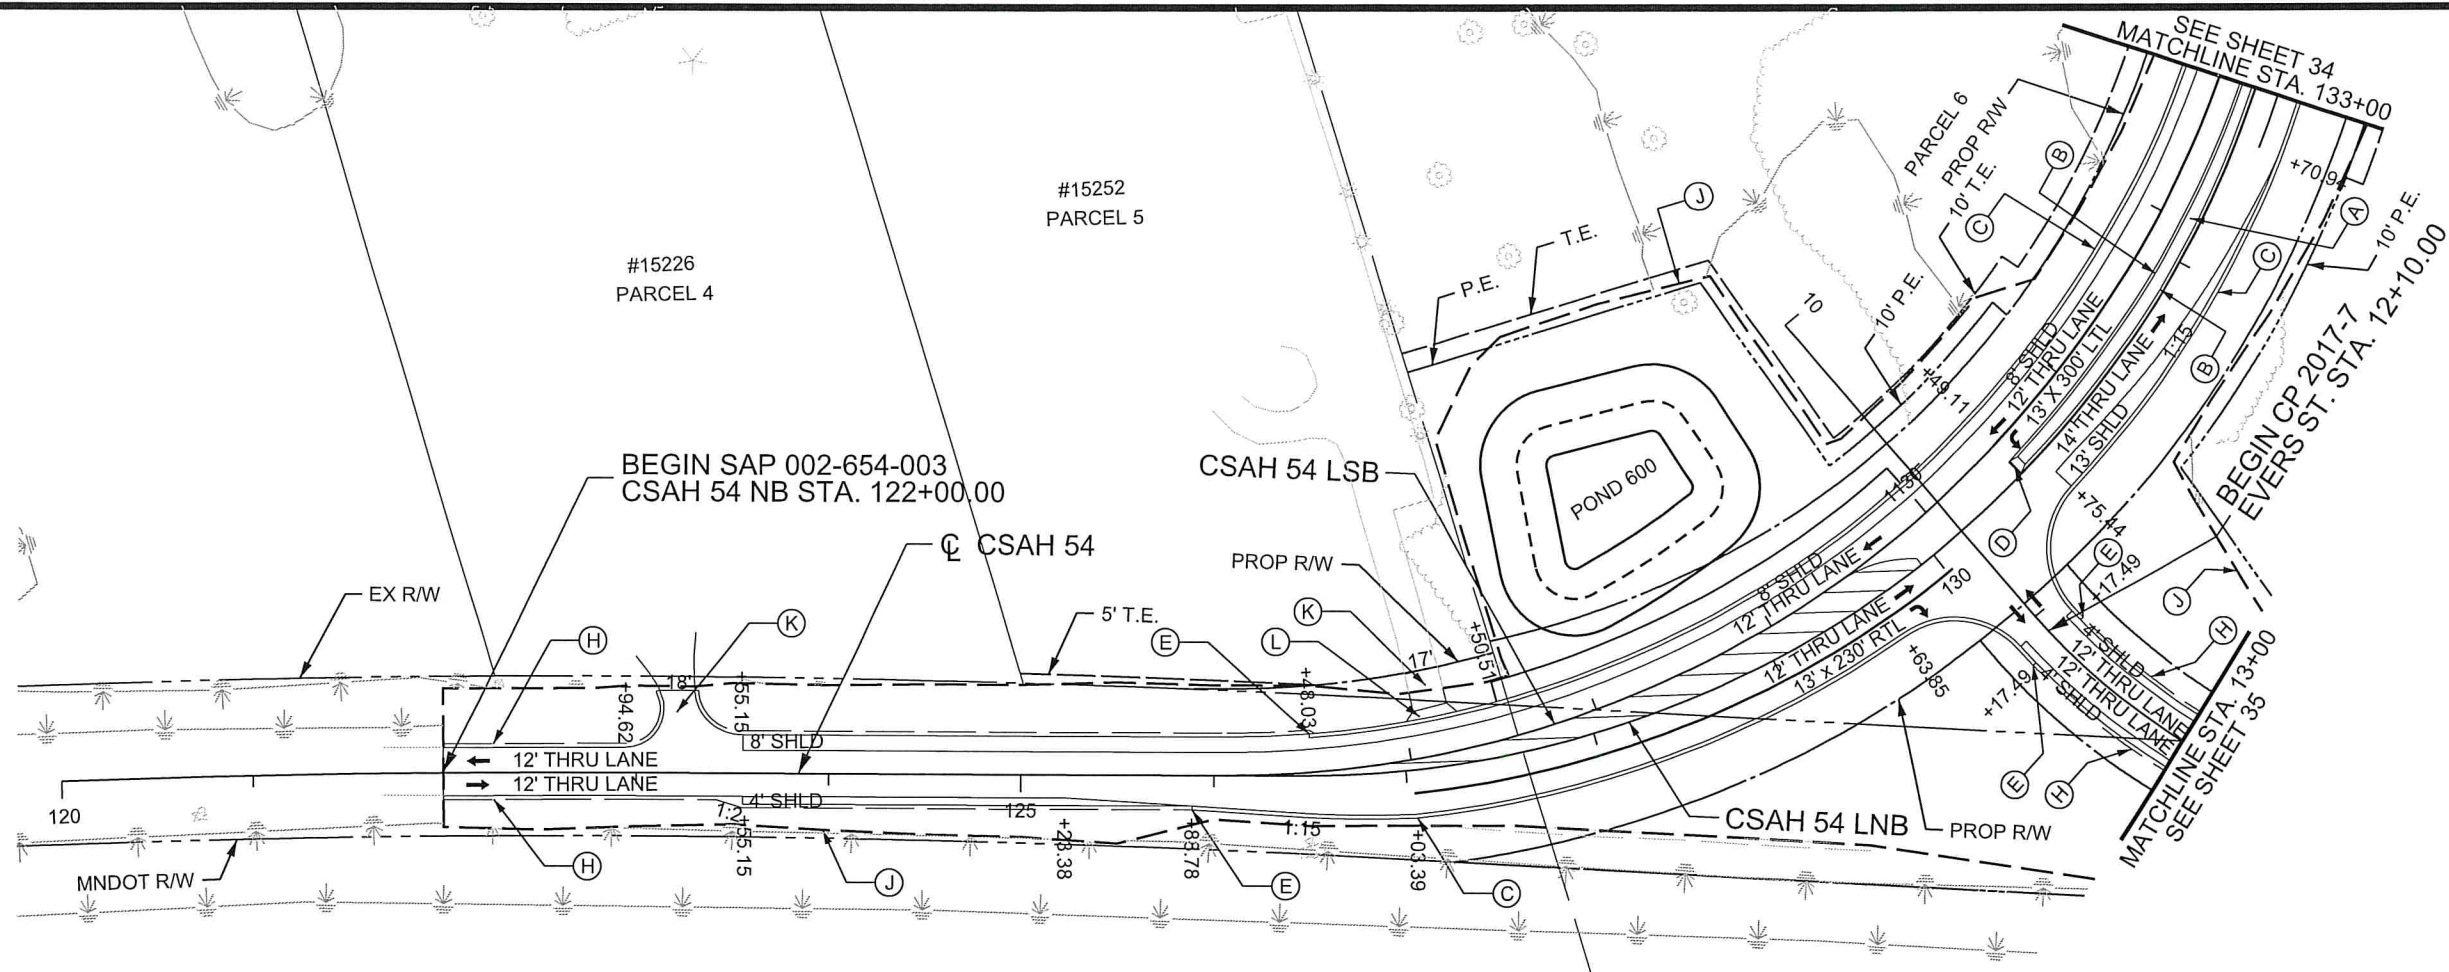 SEE SHEET 34
MATCHLINE STA. 133+00
PARCEL 6
PROP R/W
10' T.E.
B
C
+70.94
A
10' P.E.
C
#15252
PARCEL 5
J
T.E.
P.E.
#15226
PARCEL 4
10
10' P.E.
8' SHLD
12' THRU LANE
13' X 300' LTL
14' THRU LANE
13' SHLD
1:15
B
+49.11
BEGIN CP 2017-7
EVERS ST. STA. 12+10.00
BEGIN SAP 002-654-003
CSAH 54 NB STA. 122+00.00
CSAH 54 LSB
POND 600
℄ CSAH 54
PROP R/W
8' SHLD
12' THRU LANE
130
D
+75.44
E
+17.49
J
EX R/W
H
K
5' T.E.
E
K
L
17'
+50.51
12' THRU LANE
13' x 230' RTL
+63.85
4' SHLD
12' THRU LANE
12' THRU LANE
4' SHLD
H
+17.49
MATCHLINE STA. 13+00
SEE SHEET 35
18'
+94.62
+55.15
+48.03
8' SHLD
12' THRU LANE
12' THRU LANE
4' SHLD
1:2
120
125
1:15
+55.15
+23.38
+88.78
+03.39
CSAH 54 LNB
PROP R/W
E
H
MNDOT R/W
H
J
E
C